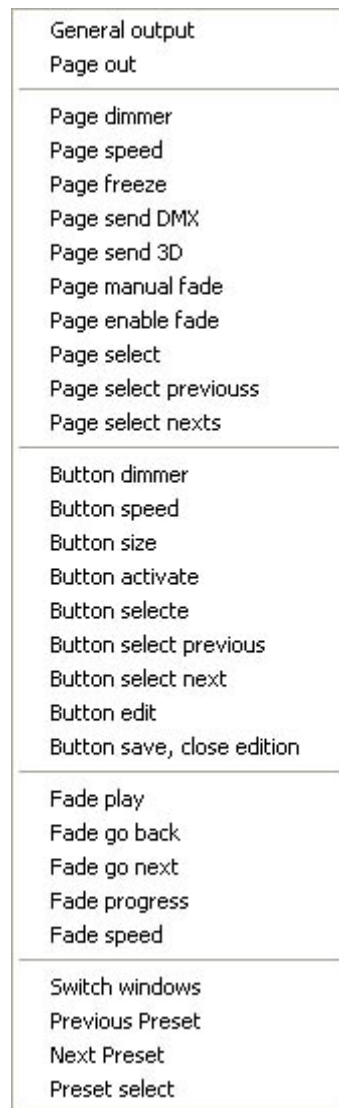 General output
Page out
Page dimmer
Page speed
Page freeze
Page send DMX
Page send 3D
Page manual fade
Page enable fade
Page select
Page select previouss
Page select nexts
Button dimmer
Button speed
Button size
Button activate
Button selecte
Button select previous
Button select next
Button edit
Button save, close edition
Fade play
Fade go back
Fade go next
Fade progress
Fade speed
Switch windows
Previous Preset
Next Preset
Preset select